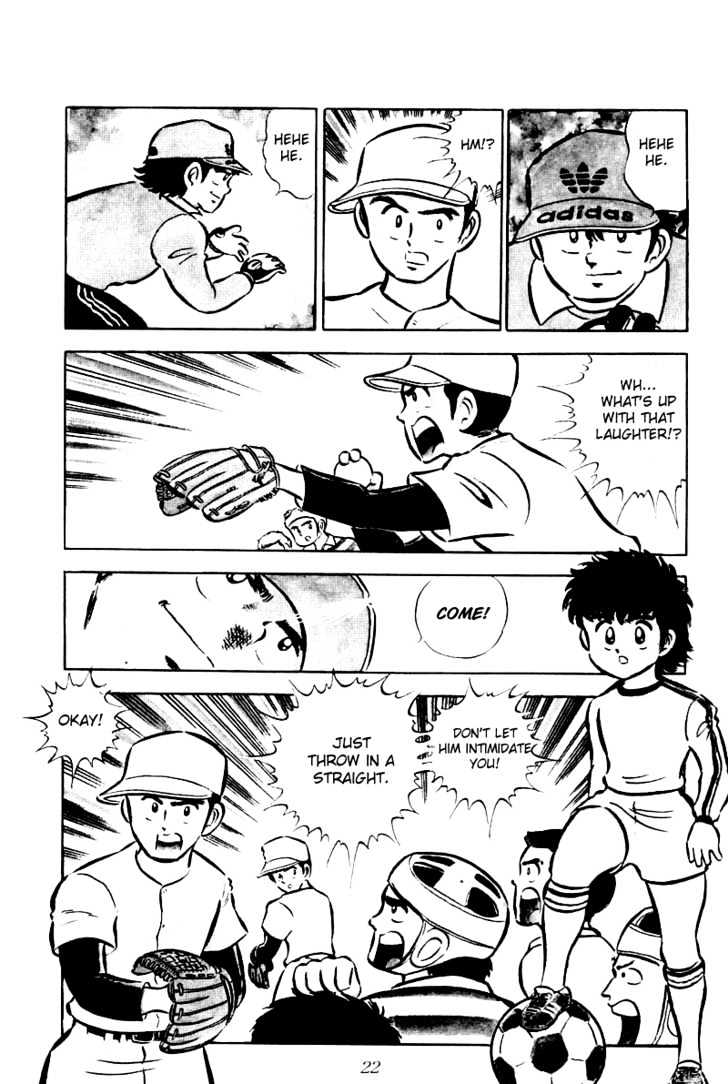 HEHE
HE.
HM!?
HEHE
HE.
adidas
WH...
WHAT'S UP
WITH THAT
LAUGHTER!?
COME!
OKAY!
JUST
THROW IN A
STRAIGHT.
DON'T LET
HIM INTIMIDATE
YOU!
22